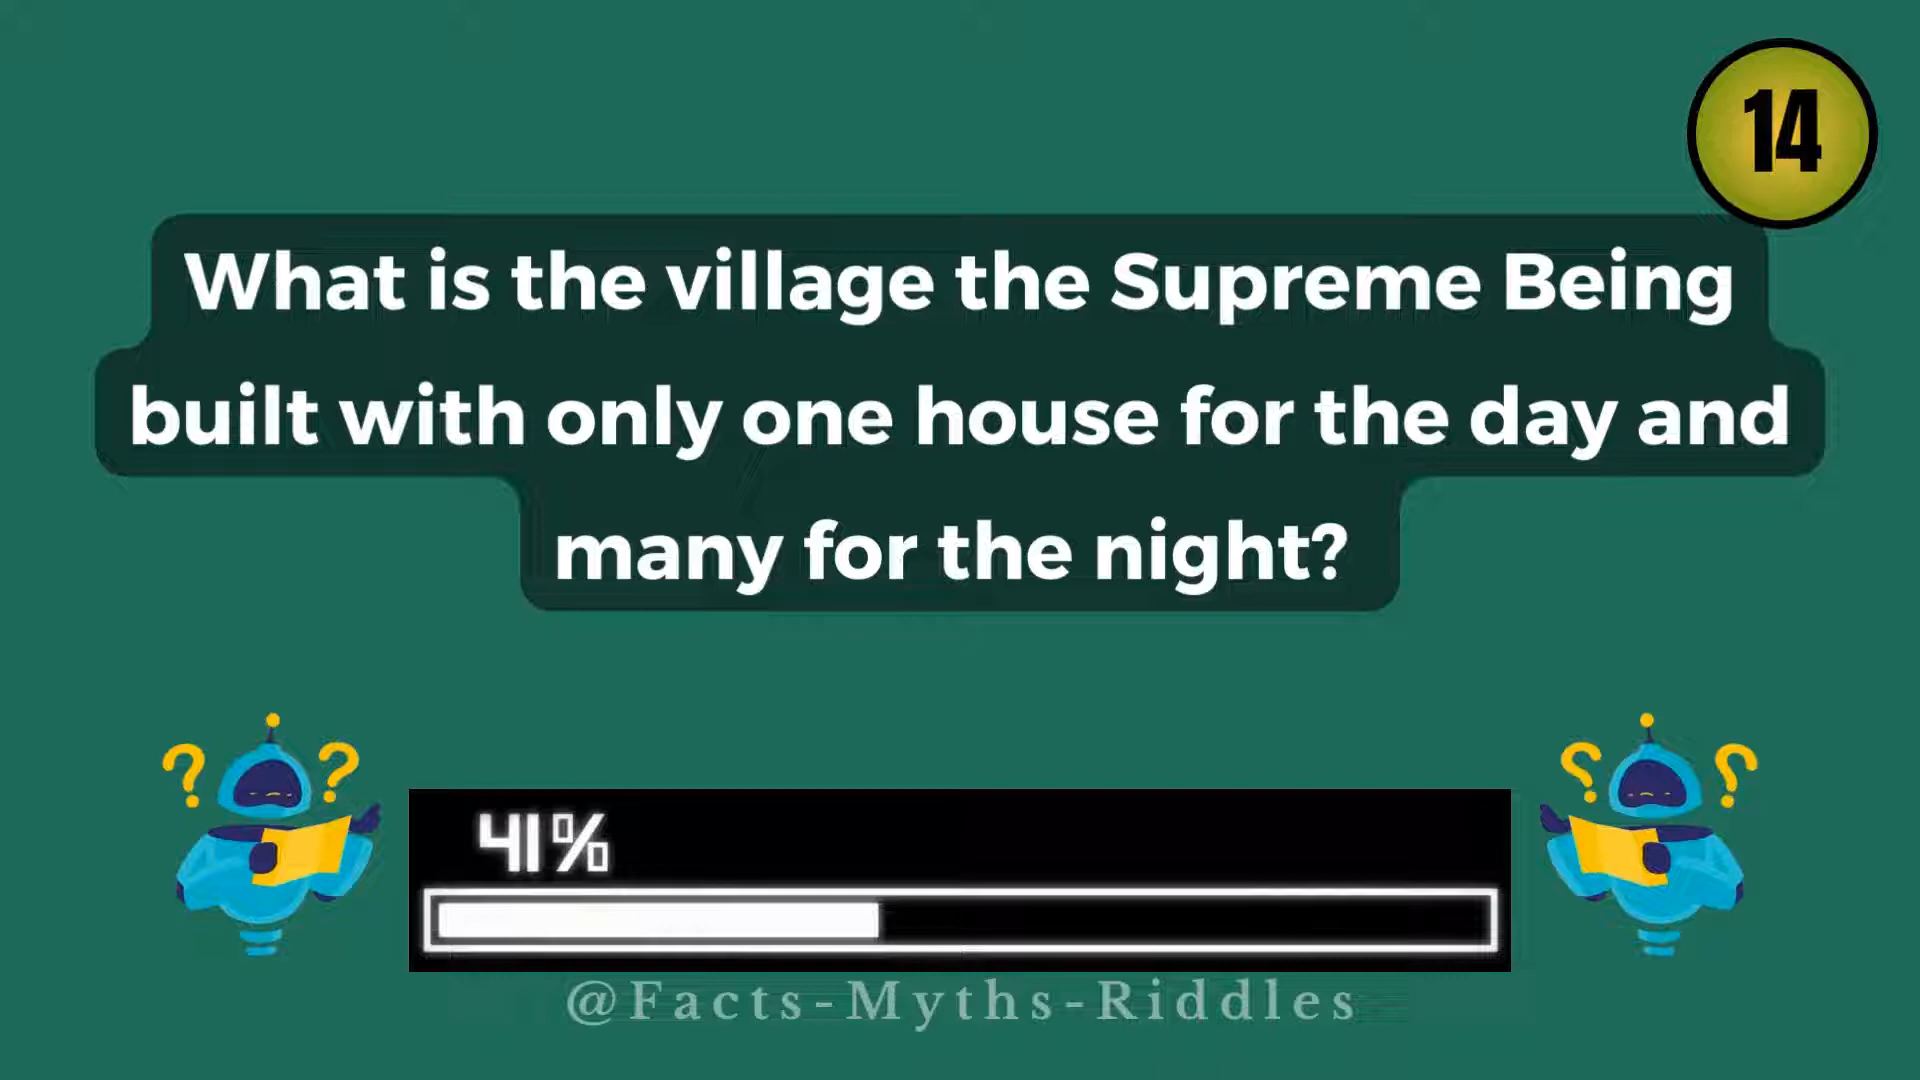 14
What is the village the Supreme Being
built with only one house for the day and
many for the night?
? ?
? ?
41%
@Facts-Myths-Riddles